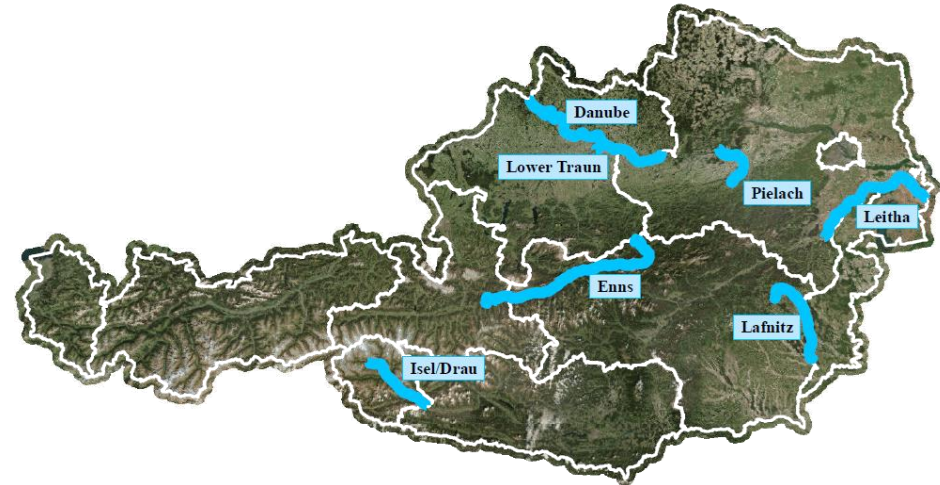 Danube
Lower Traun
Pielach
Leitha
Enns
Lafnitz
Isel/Drau